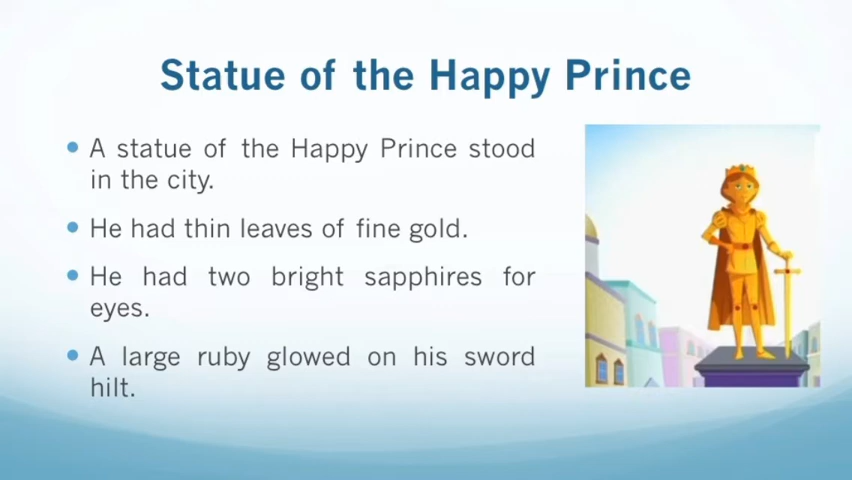 Statue of the Happy Prince
• A statue of the Happy Prince stood
in the city.
• He had thin leaves of fine gold.
• He had two bright sapphires for
eyes.
• A large ruby glowed on his sword
hilt.